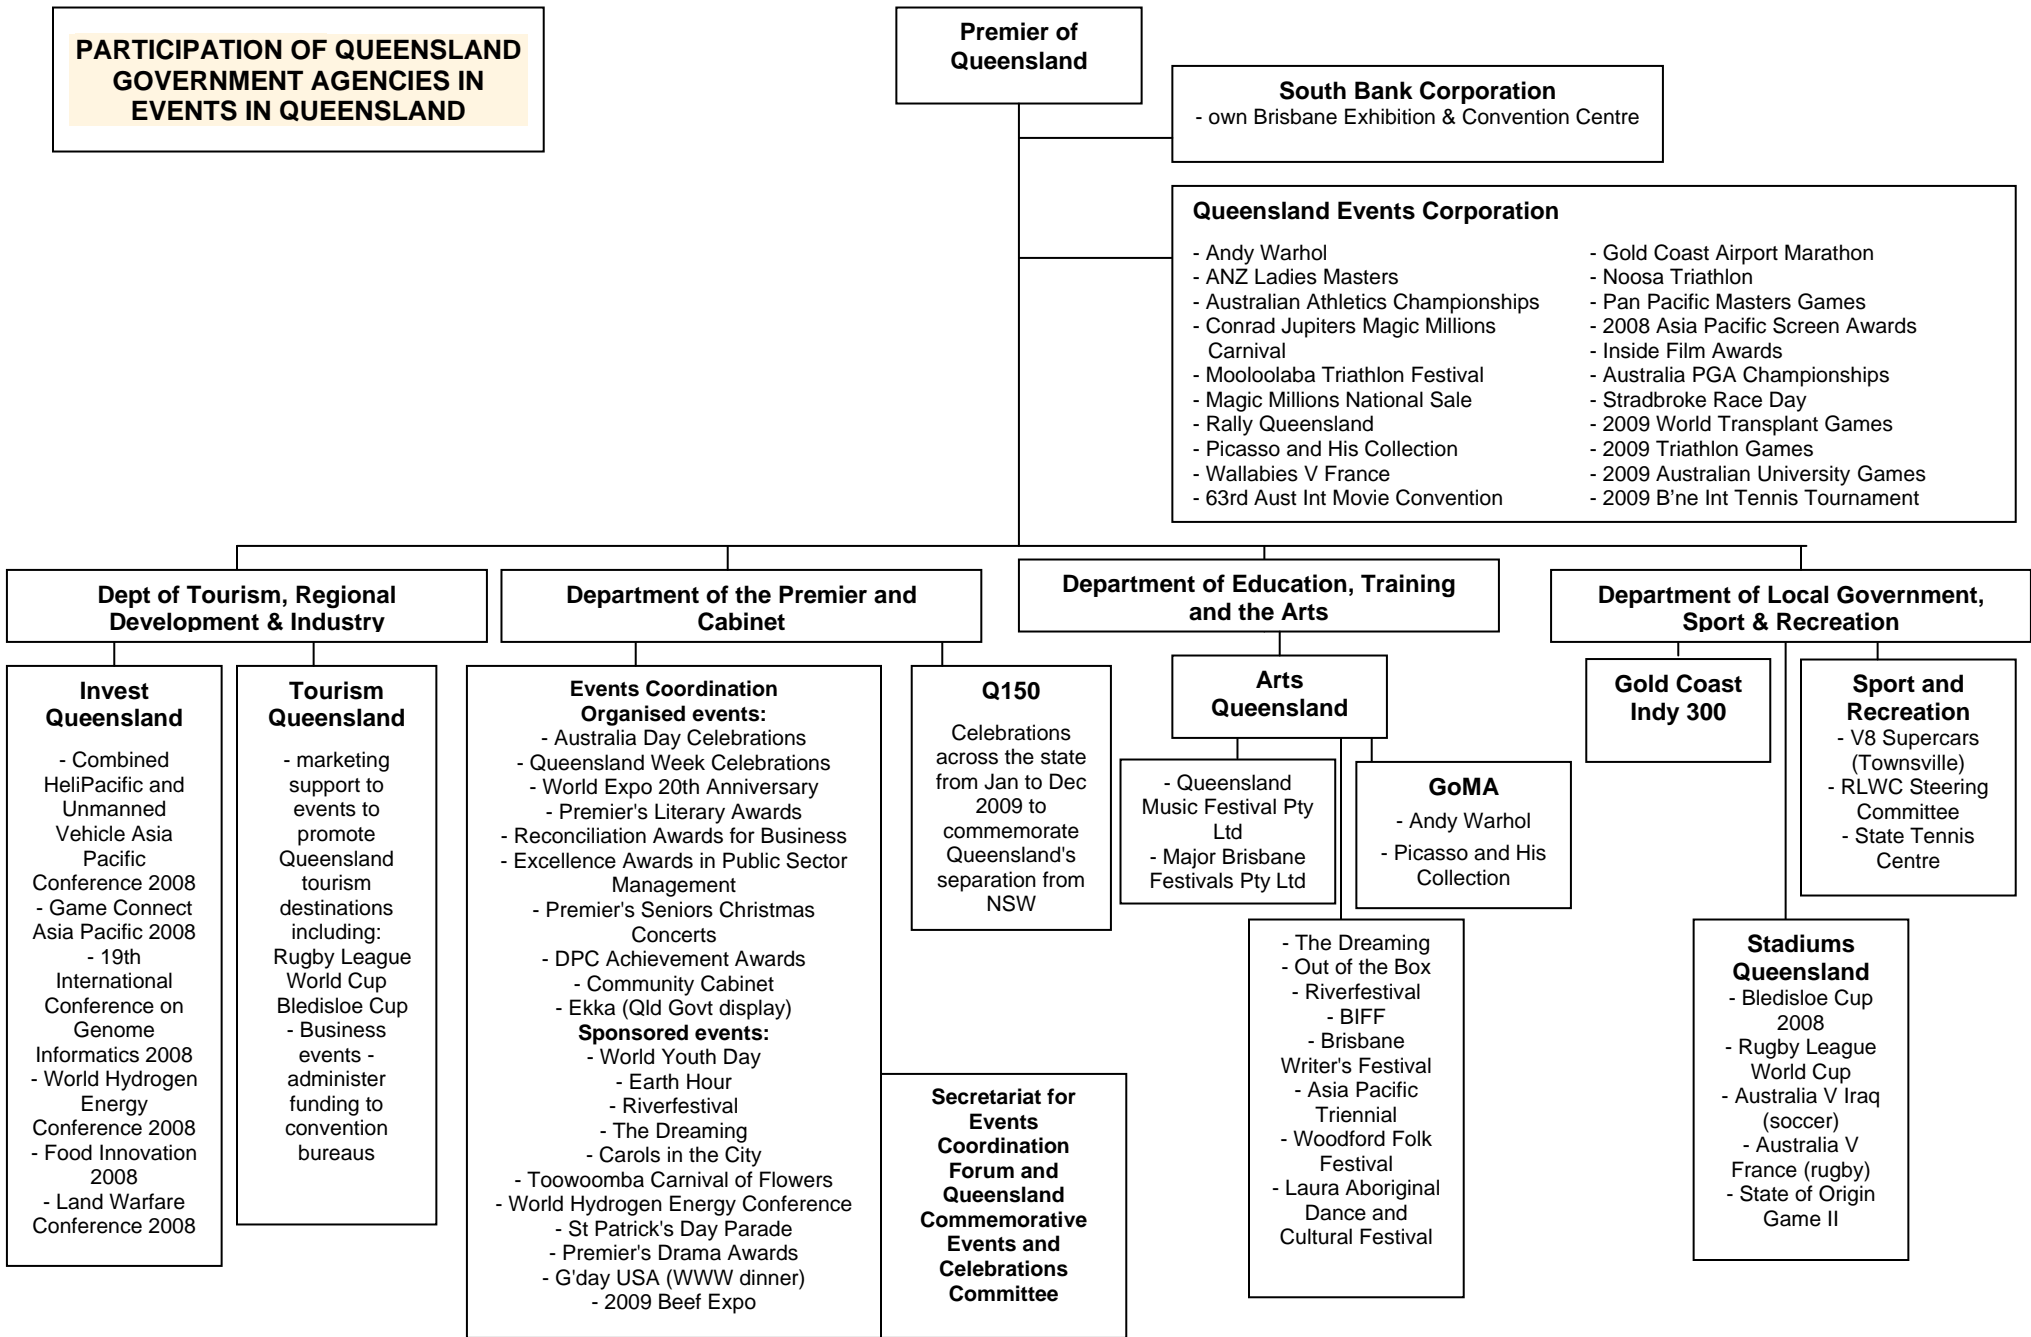 PARTICIPATION OF QUEENSLAND
GOVERNMENT AGENCIES IN
EVENTS IN QUEENSLAND
Premier of
Queensland
South Bank Corporation
- own Brisbane Exhibition & Convention Centre
Queensland Events Corporation
- Andy Warhol
- ANZ Ladies Masters
- Australian Athletics Championships
- Conrad Jupiters Magic Millions
Carnival
- Mooloolaba Triathlon Festival
- Magic Millions National Sale
- Rally Queensland
- Picasso and His Collection
- Wallabies V France
- 63rd Aust Int Movie Convention
- Gold Coast Airport Marathon
- Noosa Triathlon
- Pan Pacific Masters Games
- 2008 Asia Pacific Screen Awards
- Inside Film Awards
- Australia PGA Championships
- Stradbroke Race Day
- 2009 World Transplant Games
- 2009 Triathlon Games
- 2009 Australian University Games
- 2009 B'ne Int Tennis Tournament
Dept of Tourism, Regional
Development & Industry
Department of the Premier and
Cabinet
Department of Education, Training
and the Arts
Department of Local Government,
Sport & Recreation
Invest
Queensland
- Combined
HeliPacific and
Unmanned
Vehicle Asia
Pacific
Conference 2008
- Game Connect
Asia Pacific 2008
- 19th
International
Conference on
Genome
Informatics 2008
- World Hydrogen
Energy
Conference 2008
- Food Innovation
2008
- Land Warfare
Conference 2008
Tourism
Queensland
- marketing
support to
events to
promote
Queensland
tourism
destinations
including:
Rugby League
World Cup
Bledisloe Cup
- Business
events -
administer
funding to
convention
bureaus
Events Coordination
Organised events:
- Australia Day Celebrations
- Queensland Week Celebrations
- World Expo 20th Anniversary
- Premier's Literary Awards
- Reconciliation Awards for Business
- Excellence Awards in Public Sector
Management
- Premier's Seniors Christmas
Concerts
- DPC Achievement Awards
- Community Cabinet
- Ekka (Qld Govt display)
Sponsored events:
- World Youth Day
- Earth Hour
- Riverfestival
- The Dreaming
- Carols in the City
- Toowoomba Carnival of Flowers
- World Hydrogen Energy Conference
- St Patrick's Day Parade
- Premier's Drama Awards
- G'day USA (WWW dinner)
- 2009 Beef Expo
Q150
Celebrations
across the state
from Jan to Dec
2009 to
commemorate
Queensland's
separation from
NSW
Secretariat for
Events
Coordination
Forum and
Queensland
Commemorative
Events and
Celebrations
Committee
Arts
Queensland
- Queensland
Music Festival Pty
Ltd
- Major Brisbane
Festivals Pty Ltd
GoMA
- Andy Warhol
- Picasso and His
Collection
- The Dreaming
- Out of the Box
- Riverfestival
- BIFF
- Brisbane
Writer's Festival
- Asia Pacific
Triennial
- Woodford Folk
Festival
- Laura Aboriginal
Dance and
Cultural Festival
Gold Coast
Indy 300
Sport and
Recreation
- V8 Supercars
(Townsville)
- RLWC Steering
Committee
- State Tennis
Centre
Stadiums
Queensland
- Bledisloe Cup
2008
- Rugby League
World Cup
- Australia V Iraq
(soccer)
- Australia V
France (rugby)
- State of Origin
Game II